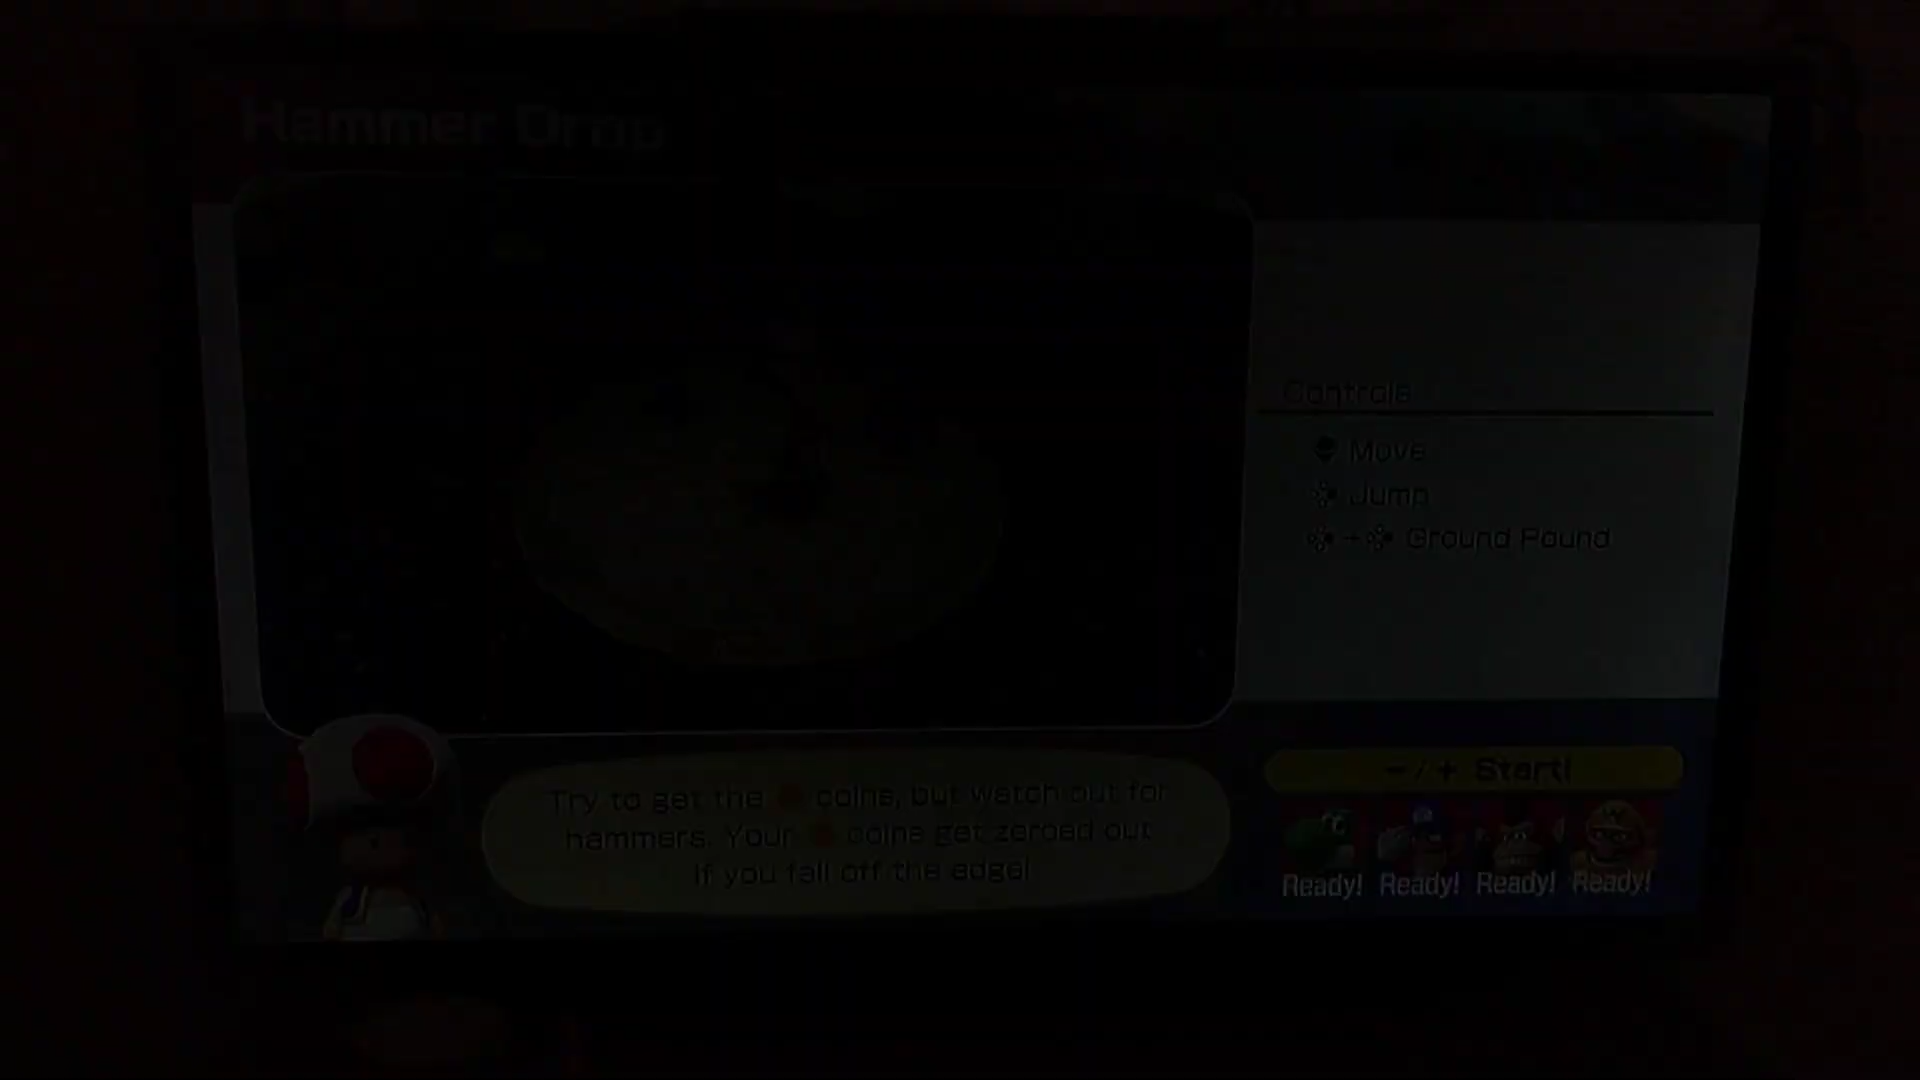 Hammer Drop
Controls
Move
Jump
→ Ground Pound
Try to get the coins, but watch out for
hammers. Your coins get zeroed out
if you fall off the edge!
-/+ Start!
Ready! Ready! Ready! Ready!